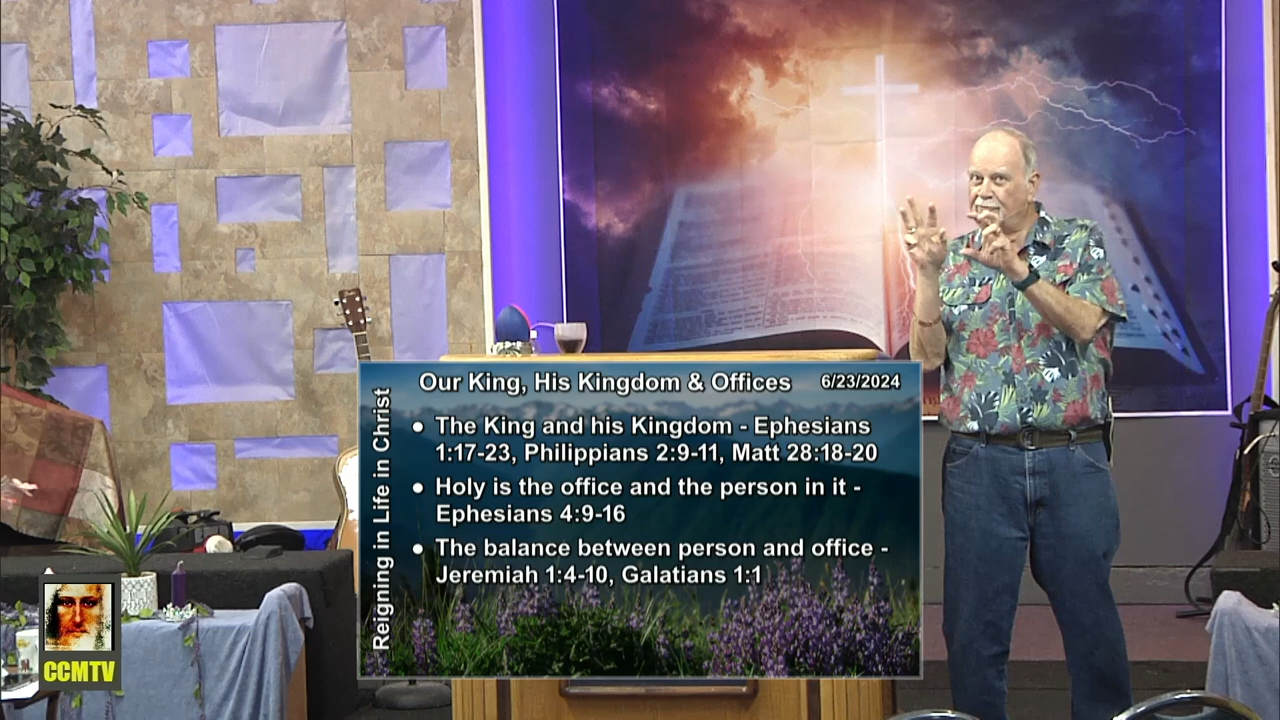 Our King, His Kingdom & Offices 6/23/2024
Reigning in Life in Christ
● The King and his Kingdom - Ephesians
1:17-23, Philippians 2:9-11, Matt 28:18-20
● Holy is the office and the person in it -
Ephesians 4:9-16
● The balance between person and office -
Jeremiah 1:4-10, Galatians 1:1
CCMTV